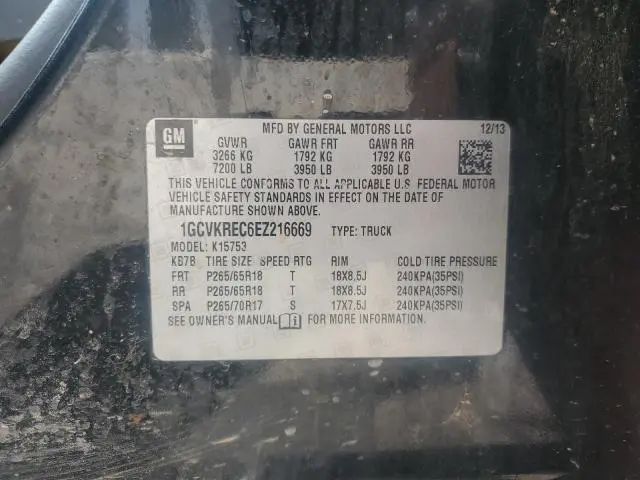 GM MFD BY GENERAL MOTORS LLC 12/13
GVWR GAWR FRT GAWR RR
3266 KG 1792 KG 1792 KG
7200 LB 3950 LB 3950 LB
THIS VEHICLE CONFORMS TO ALL APPLICABLE U.S. FEDERAL MOTOR
VEHICLE SAFETY STANDARDS IN EFFECT ON THE DATE OF
MANUFACTURE SHOWN ABOVE.
1GCVKREC6EZ216669 TYPE: TRUCK
MODEL: K15753
KB7B TIRE SIZE SPEED RTG RIM COLD TIRE PRESSURE
FRT P265/65R18 T 18X8.5J 240KPA(35PSI)
RR P265/65R18 T 18X8.5J 240KPA(35PSI)
SPA P265/70R17 S 17X7.5J 240KPA(35PSI)
SEE OWNER'S MANUAL FOR MORE INFORMATION.